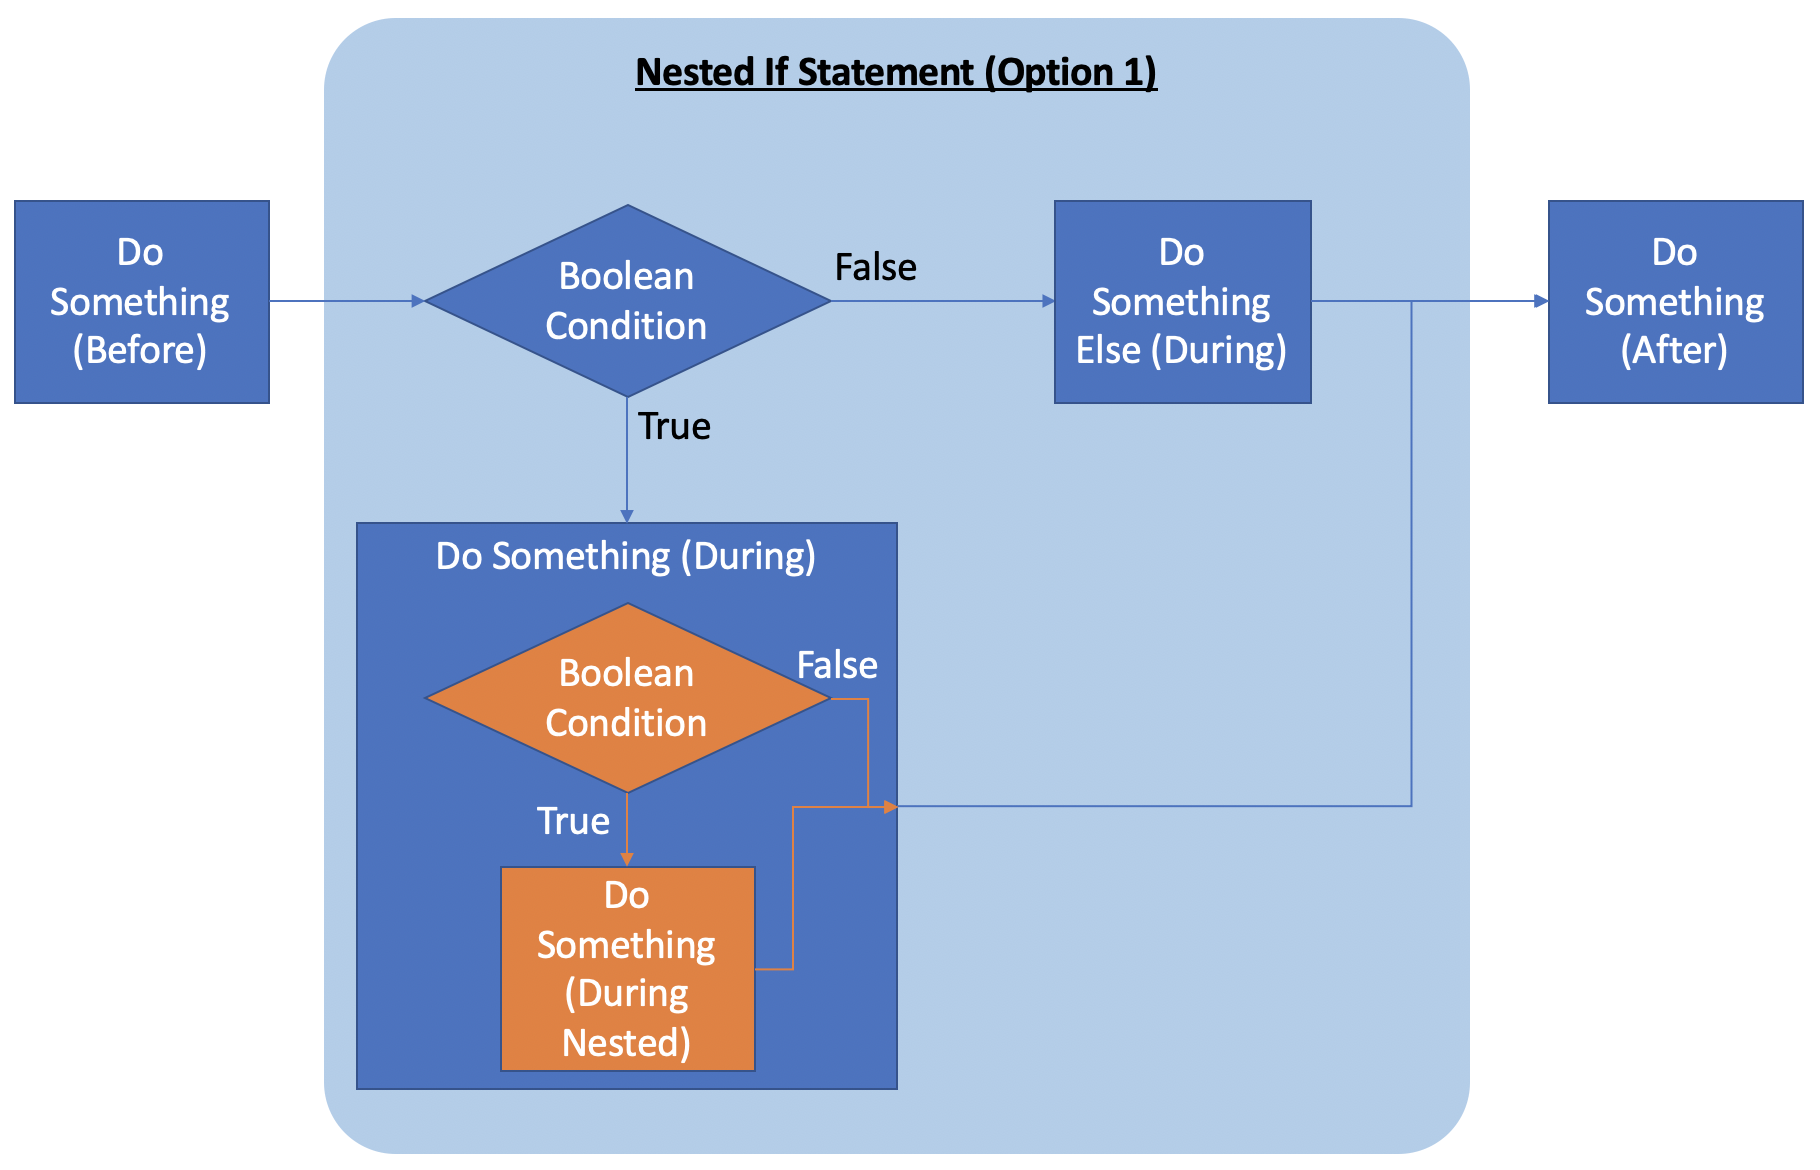 Nested If Statement (Option 1)
Do
Something
(Before)
Boolean
Condition
False
Do
Something
Else (During)
Do
Something
(After)
True
Do Something (During)
Boolean
Condition
False
True
Do
Something
(During
Nested)